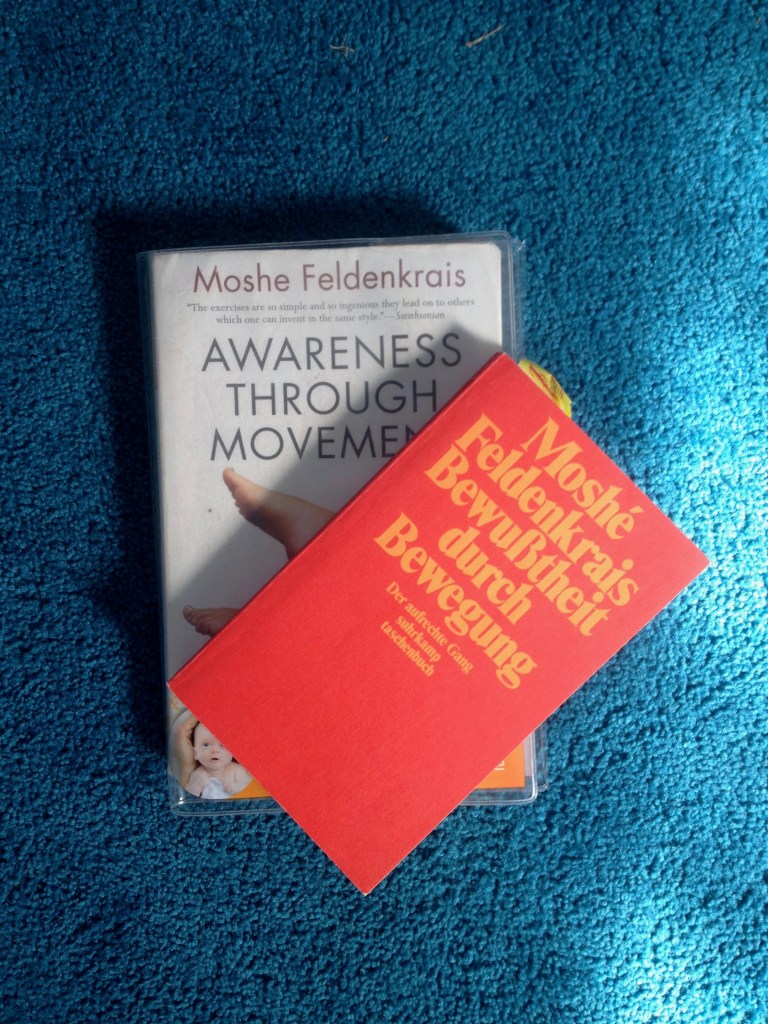 Moshe Feldenkrais
"The exercises are so simple and so ingenious they lead on to others
which one can invent in the same style."—Smithsonian
AWARENESS
THROUGH
MOVEMEN
Moshé
Feldenkrais
Bewußtheit
durch
Bewegung
Der aufrechte Gang
suhrkamp
taschenbuch